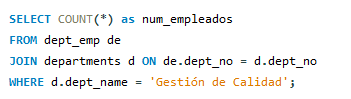 SELECT COUNT(*) as num_empleados
FROM dept_emp de
JOIN departments d ON de.dept_no = d.dept_no
WHERE d.dept_name = 'Gestión de Calidad';